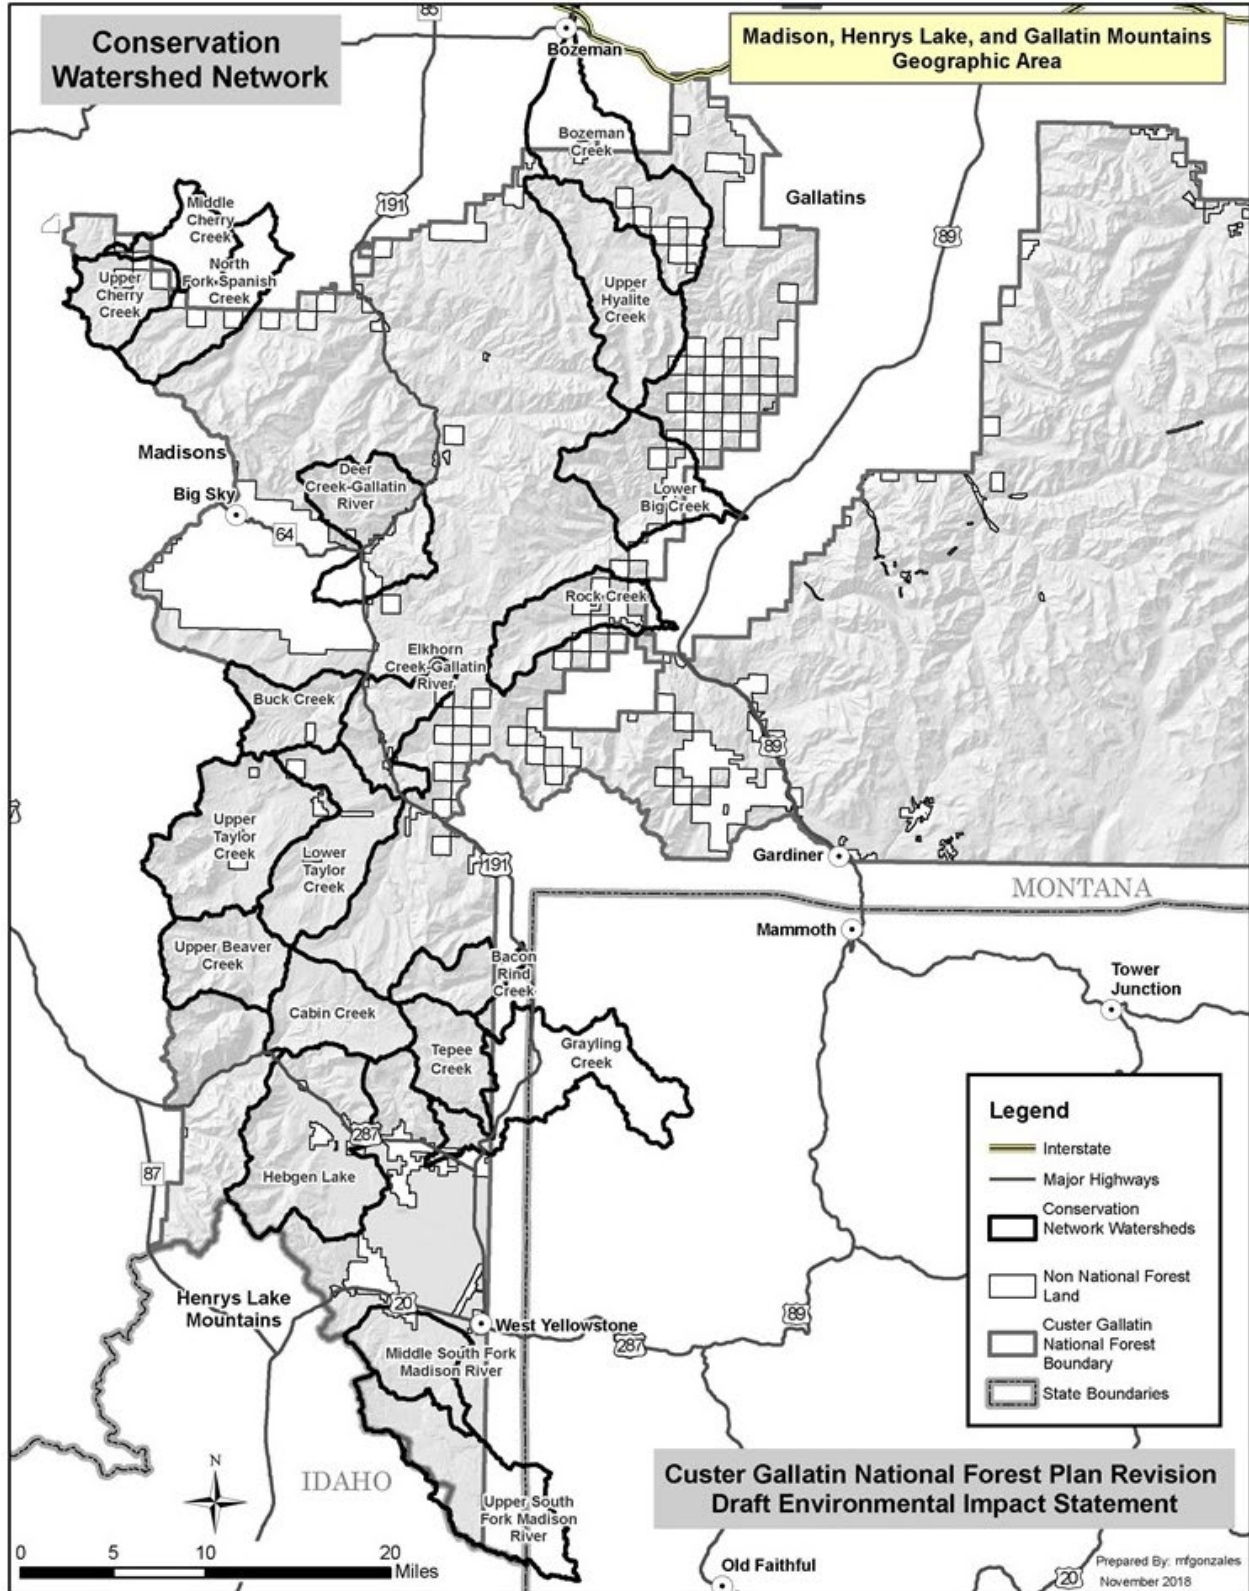 Conservation
Watershed Network
85
Bozeman
Madison, Henrys Lake, and Gallatin Mountains
Geographic Area
Bozeman
Creek
Gallatins
191
89
Middle
Cherry
Creek
North
Fork-Spanish
Creek
Upper
Cherry
Creek
Upper
Hyalite
Creek
Madisons
Big Sky
64
Deer
Creek-Gallatin
River
Lower
Big Creek
Rock Creek
Elkhorn
Creek-Gallatin
River
Buck Creek
89
Upper
Taylor
Creek
Lower
Taylor
Creek
191
Gardiner
MONTANA
Mammoth
Tower
Junction
Upper Beaver
Creek
Bacon
Rind
Creek
Cabin Creek
Tepee
Creek
Grayling
Creek
287
87
Hebgen Lake
Henrys Lake
Mountains
20
West Yellowstone
287
89
Middle South Fork
Madison River
IDAHO
Upper South
Fork Madison
River
Old Faithful
20
Legend
Interstate
Major Highways
Conservation
Network Watersheds
Non National Forest
Land
Custer Gallatin
National Forest
Boundary
State Boundaries
Custer Gallatin National Forest Plan Revision
Draft Environmental Impact Statement
N
0 5 10 20
Miles
Prepared By: mfgonzales
November 2018